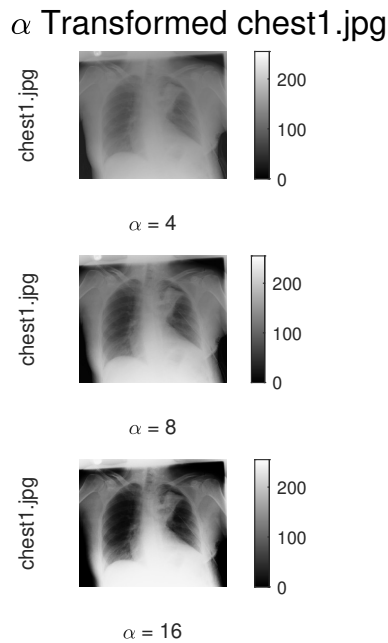 α Transformed chest1.jpg
chest1.jpg
200
100
0
α = 4
chest1.jpg
200
100
0
α = 8
chest1.jpg
200
100
0
α = 16